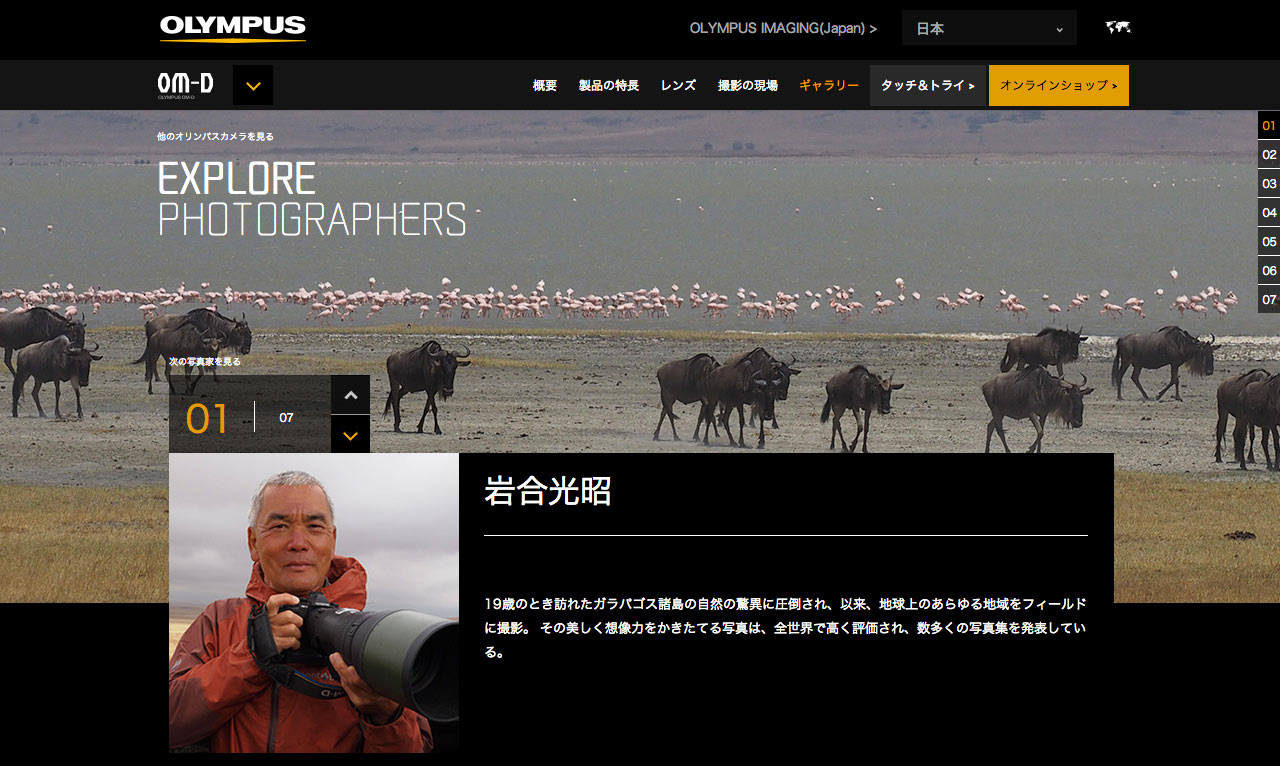 OLYMPUS
OLYMPUS IMAGING(Japan) >
日本
OM-D
OLYMPUS OM-D
概要
製品の特長
レンズ
撮影の現場
ギャラリー
タッチ&トライ >
オンラインショップ >
他のオリンパスカメラを見る
EXPLORE
PHOTOGRAPHERS
01
02
03
04
05
06
07
次の写真家を見る
01
07
岩合光昭
19歳のとき訪れたガラパゴス諸島の自然の驚異に圧倒され、以来、地球上のあらゆる地域をフィールド
に撮影。 その美しく想像力をかきたてる写真は、全世界で高く評価され、数多くの写真集を発表してい
る。